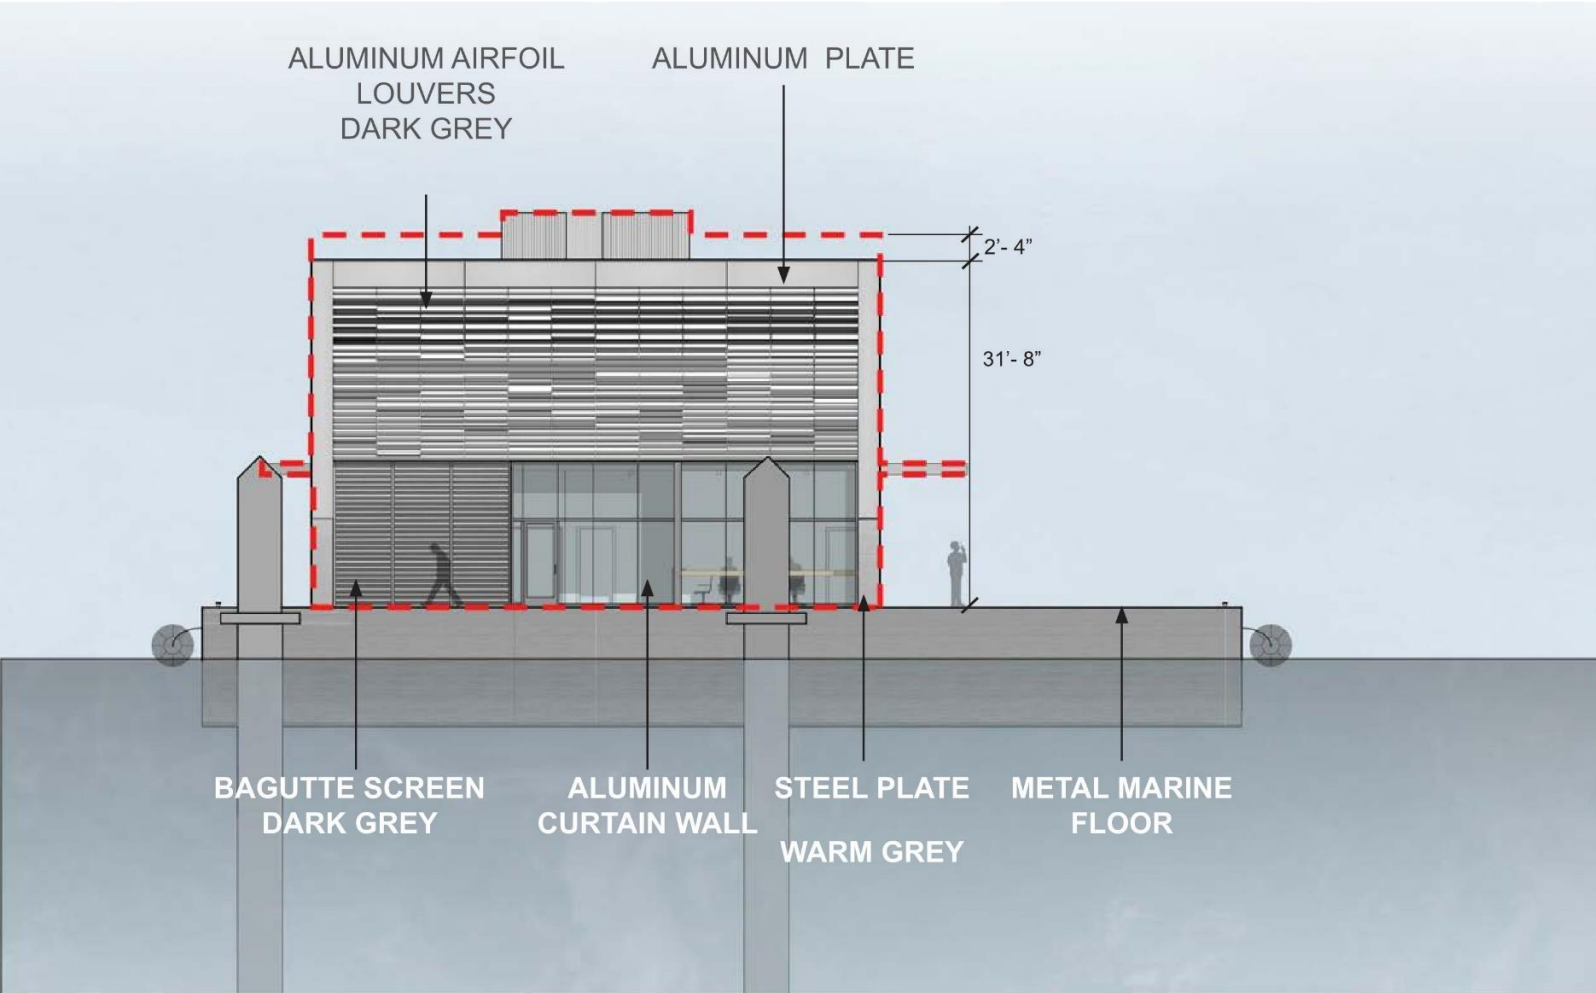 ALUMINUM AIRFOIL
LOUVERS
DARK GREY
ALUMINUM PLATE
2'- 4"
31'- 8"
BAGUTTE SCREEN
DARK GREY
ALUMINUM
CURTAIN WALL
STEEL PLATE
WARM GREY
METAL MARINE
FLOOR